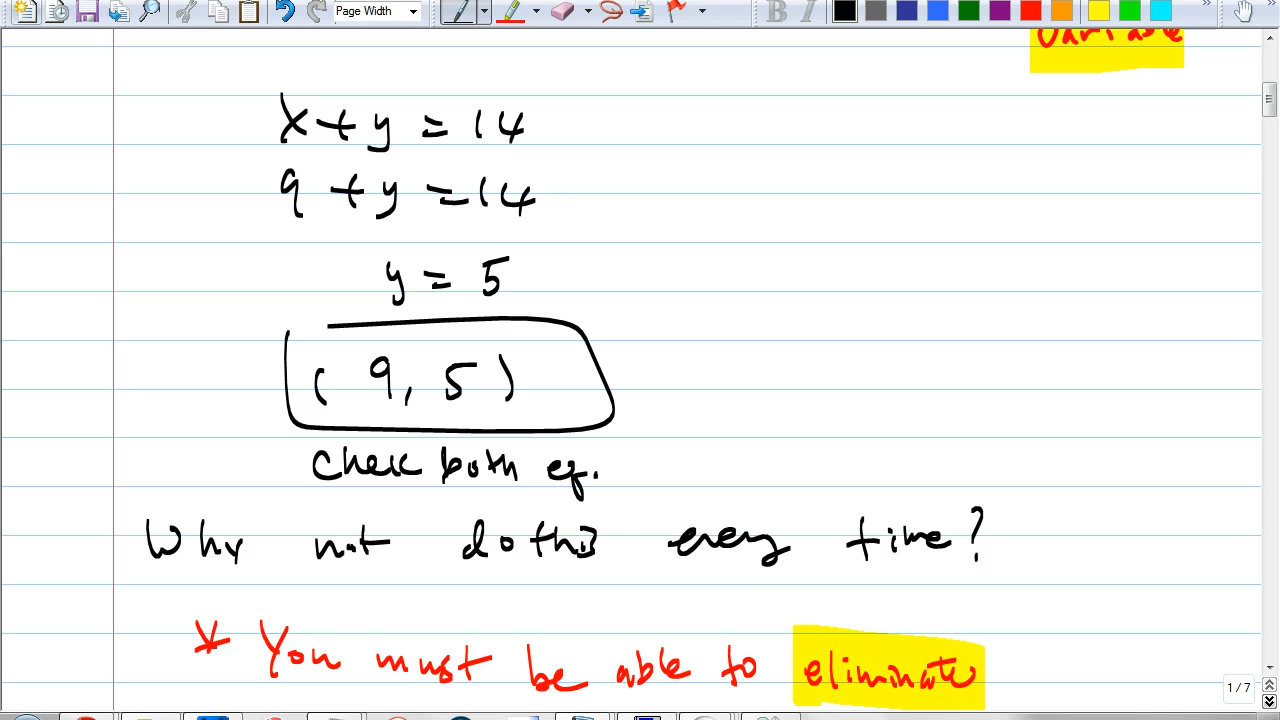 Page Width
Variable
x + y = 14
9 + y = 14
y = 5
( 9, 5 )
Check both eq.
Why not do this every time?
* You must be able to eliminate
1 / 7